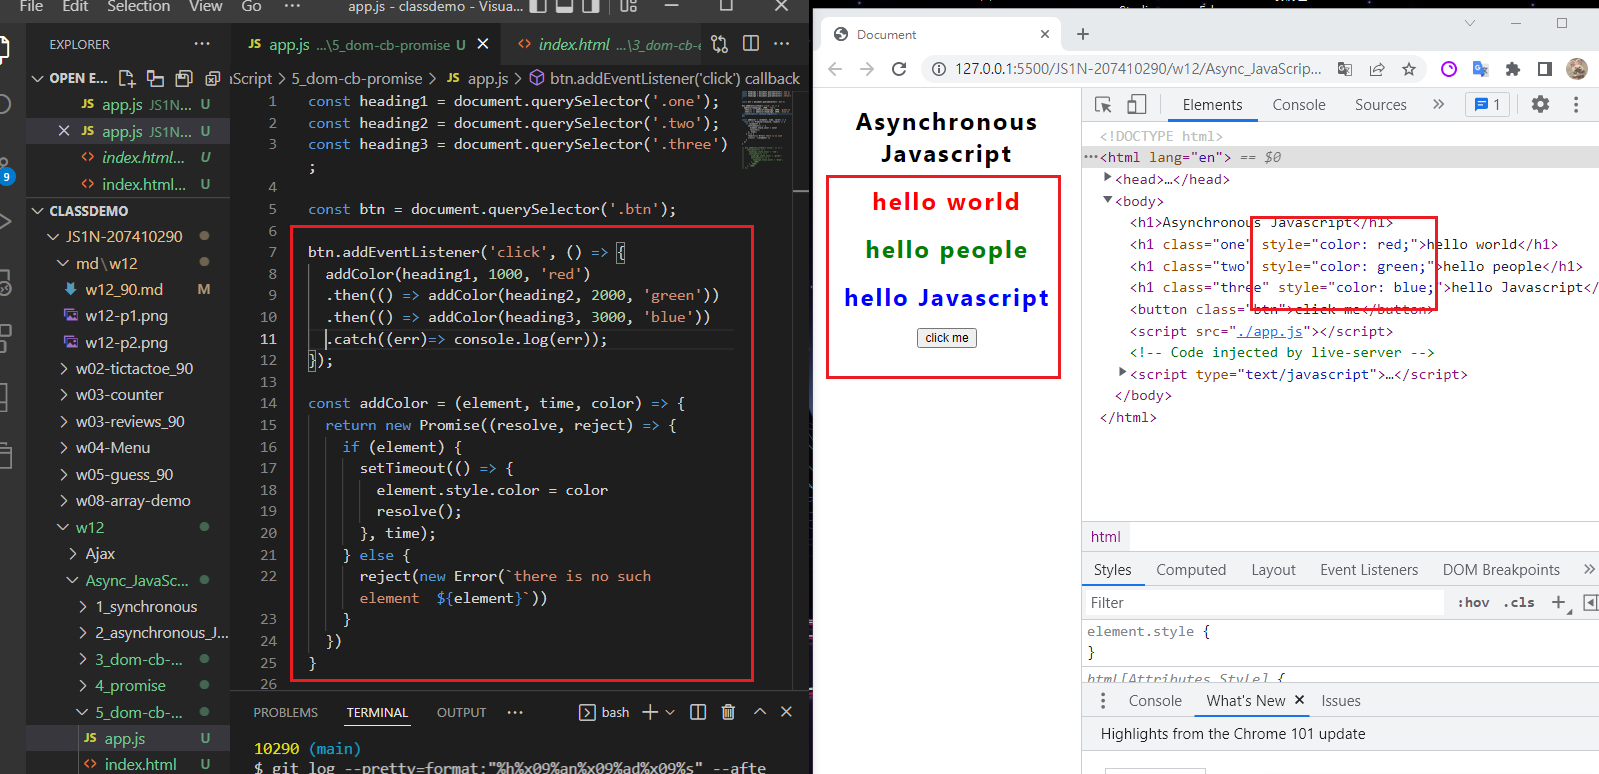 File Edit Selection View Go ··· app.js - classdemo - Visua...
EXPLORER ···
OPEN E...
app.js JS1N... U
app.js JS1N... U
index.html... U
index.html... U
CLASSDEMO
JS1N-207410290
md\w12
w12_90.md M
w12-p1.png
w12-p2.png
w02-tictactoe_90
w03-counter
w03-reviews_90
w04-Menu
w05-guess_90
w08-array-demo
w12
Ajax
Async_JavaSc...
1_synchronous
2_asynchronous_J...
3_dom-cb-...
4_promise
5_dom-cb-...
JS app.js U
index.html U
9
JS app.js ...\5_dom-cb-promise U
index.html ...\3_dom-cb-e
aScript > 5_dom-cb-promise > JS app.js > btn.addEventListener('click') callback
1 const heading1 = document.querySelector('.one');
2 const heading2 = document.querySelector('.two');
3 const heading3 = document.querySelector('.three')
;
4
5 const btn = document.querySelector('.btn');
6
7 btn.addEventListener('click', () => {
8 addColor(heading1, 1000, 'red')
9 .then(() => addColor(heading2, 2000, 'green'))
10 .then(() => addColor(heading3, 3000, 'blue'))
11 .catch((err)=> console.log(err));
12 });
13
14 const addColor = (element, time, color) => {
15 return new Promise((resolve, reject) => {
16 if (element) {
17 setTimeout(() => {
18 element.style.color = color
19 resolve();
20 }, time);
21 } else {
22 reject(new Error(`there is no such
element  ${element}`))
23 }
24 })
25 }
26
PROBLEMS TERMINAL OUTPUT ··· bash
10290 (main)
$ git log --pretty=format:"%h%x09%an%x09%ad%x09%s" --afte
Document
127.0.0.1:5500/JS1N-207410290/w12/Async_JavaScrip...
Asynchronous
Javascript
hello world
hello people
hello Javascript
click me
Elements Console Sources » 1
<!DOCTYPE html>
···<html lang="en"> == $0
<head>…</head>
<body>
<h1>Asynchronous Javascript</h1>
<h1 class="one" style="color: red;">hello world</h1>
<h1 class="two" style="color: green;">hello people</h1>
<h1 class="three" style="color: blue;">hello Javascript</
<button class="btn">click me</button>
<script src="./app.js"></script>
<!-- Code injected by live-server -->
<script type="text/javascript">…</script>
</body>
</html>
html
Styles Computed Layout Event Listeners DOM Breakpoints »
Filter :hov .cls +
element.style {
}
html[Attributes Style] {
Console What's New Issues
Highlights from the Chrome 101 update